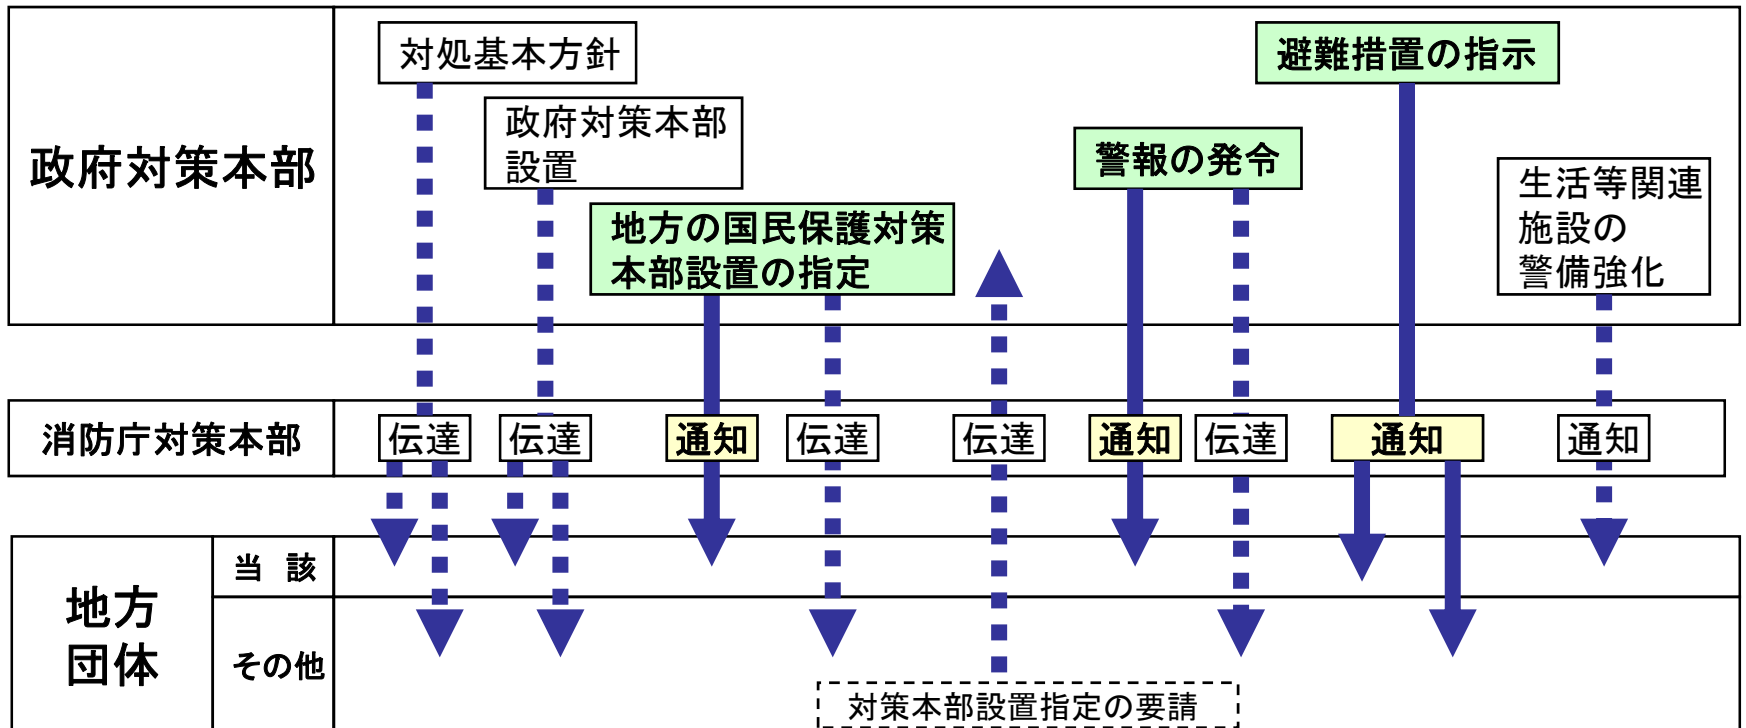 対処基本方針
避難措置の指示
政府対策本部
政府対策本部
設置
警報の発令
生活等関連
施設の
警備強化
地方の国民保護対策
本部設置の指定
消防庁対策本部
伝達
伝達
通知
伝達
伝達
通知
伝達
通知
通知
地方
団体
当 該
その他
対策本部設置指定の要請